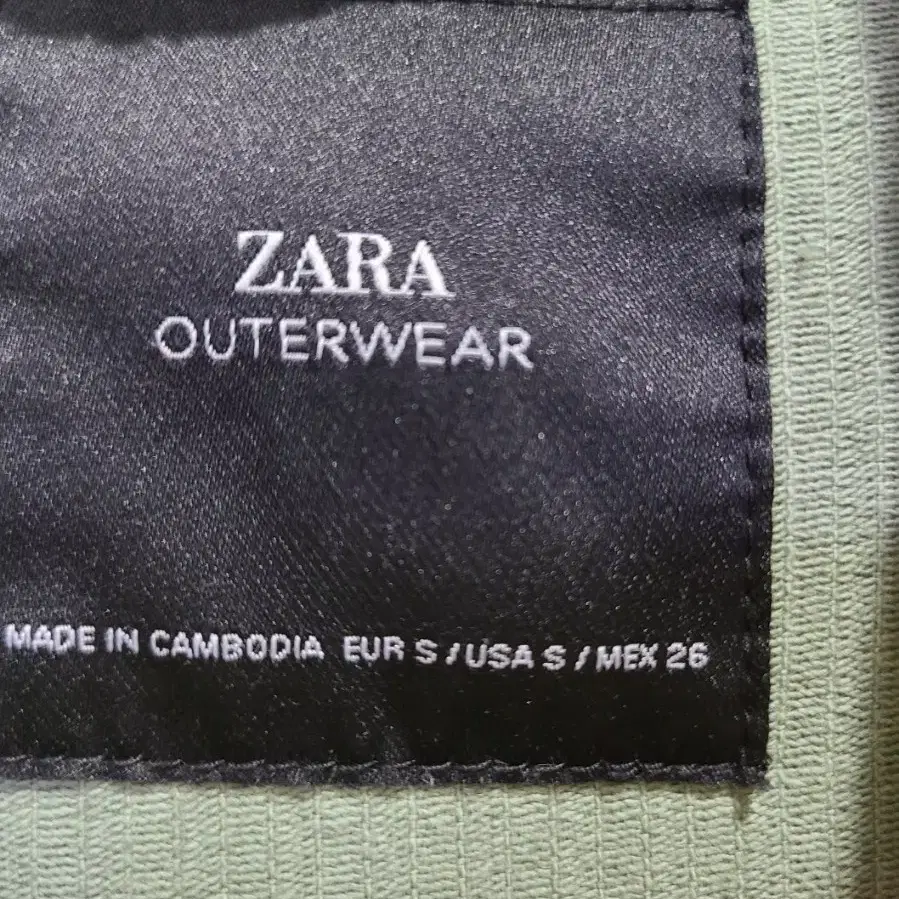 ZARA
OUTERWEAR
MADE IN CAMBODIA EUR S / USA S / MEX 26